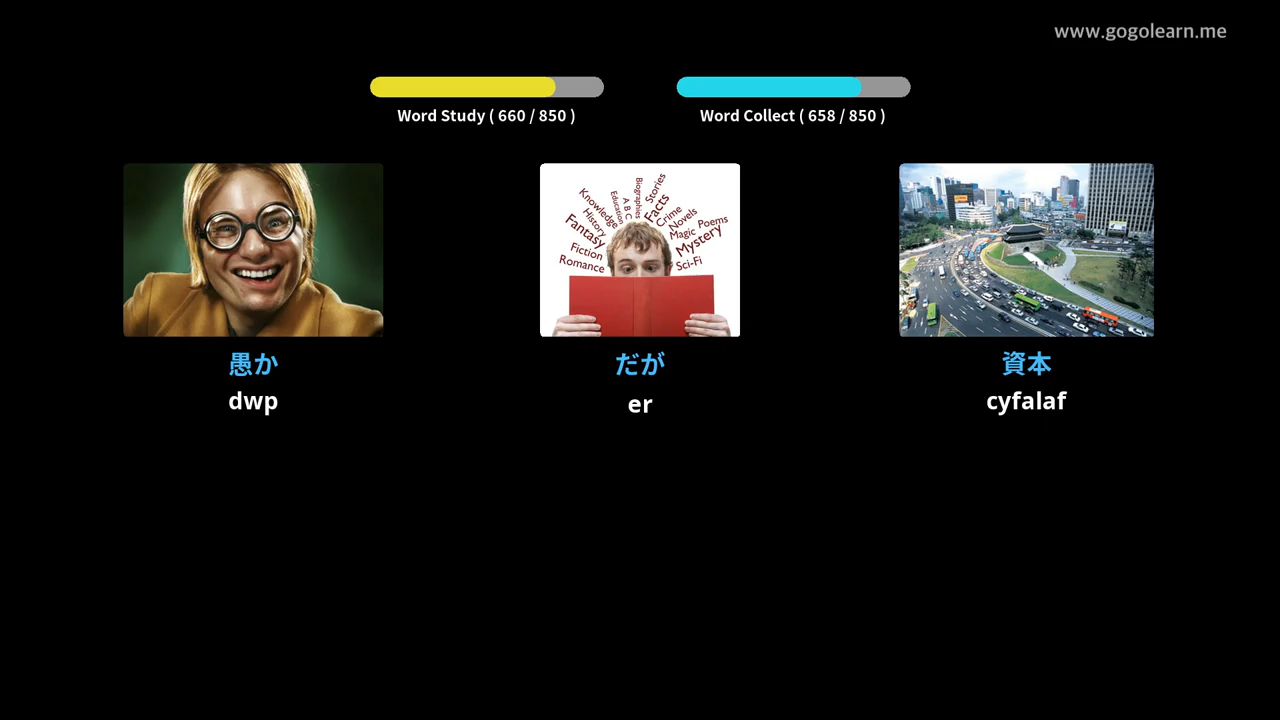 www.gogolearn.me
Word Study ( 660 / 850 )
Word Collect ( 658 / 850 )
Knowledge
History
Fantasy
Fiction
Romance
Education
A B C
Biographies
Stories
Facts
Crime
Novels
Magic
Poems
Mystery
Sci-Fi
愚か
だが
資本
dwp
er
cyfalaf